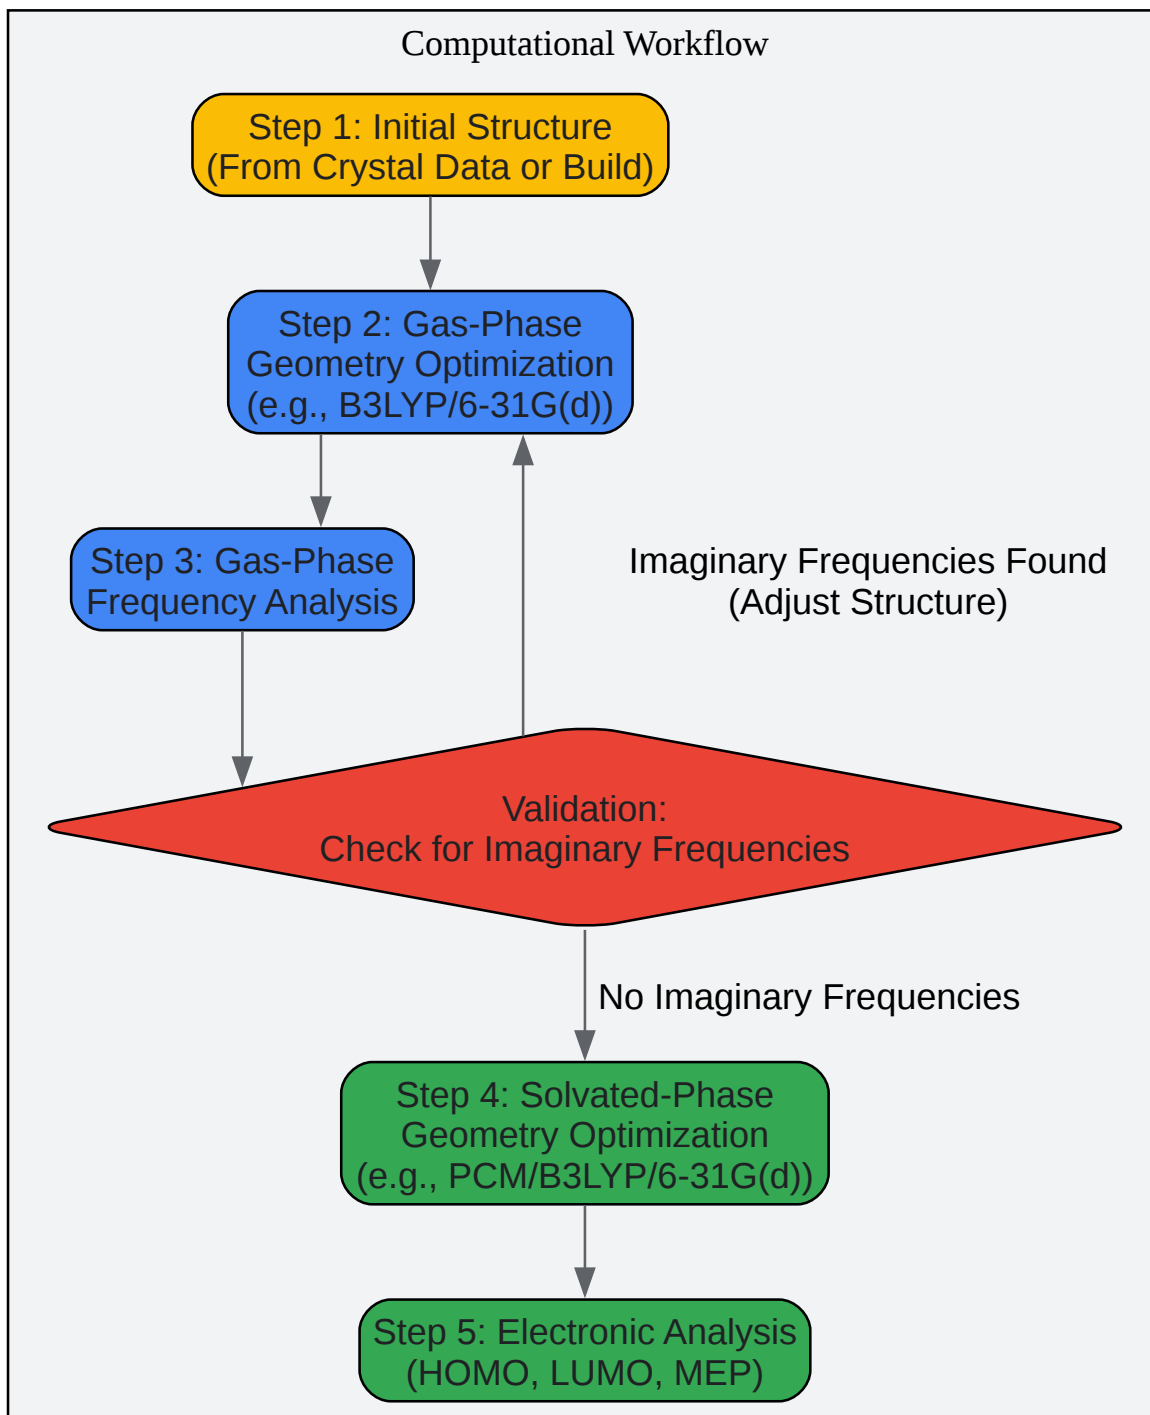 Computational Workflow
Step 1: Initial Structure
(From Crystal Data or Build)
Step 2: Gas-Phase
Geometry Optimization
(e.g., B3LYP/6-31G(d))
Step 3: Gas-Phase
Frequency Analysis
Imaginary Frequencies Found
(Adjust Structure)
Validation:
Check for Imaginary Frequencies
No Imaginary Frequencies
Step 4: Solvated-Phase
Geometry Optimization
(e.g., PCM/B3LYP/6-31G(d))
Step 5: Electronic Analysis
(HOMO, LUMO, MEP)